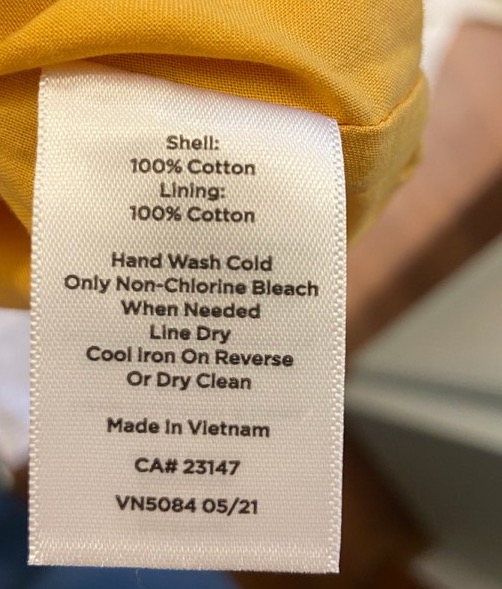 Shell:
100% Cotton
Lining:
100% Cotton
Hand Wash Cold
Only Non-Chlorine Bleach
When Needed
Line Dry
Cool Iron On Reverse
Or Dry Clean
Made In Vietnam
CA# 23147
VN5084 05/21